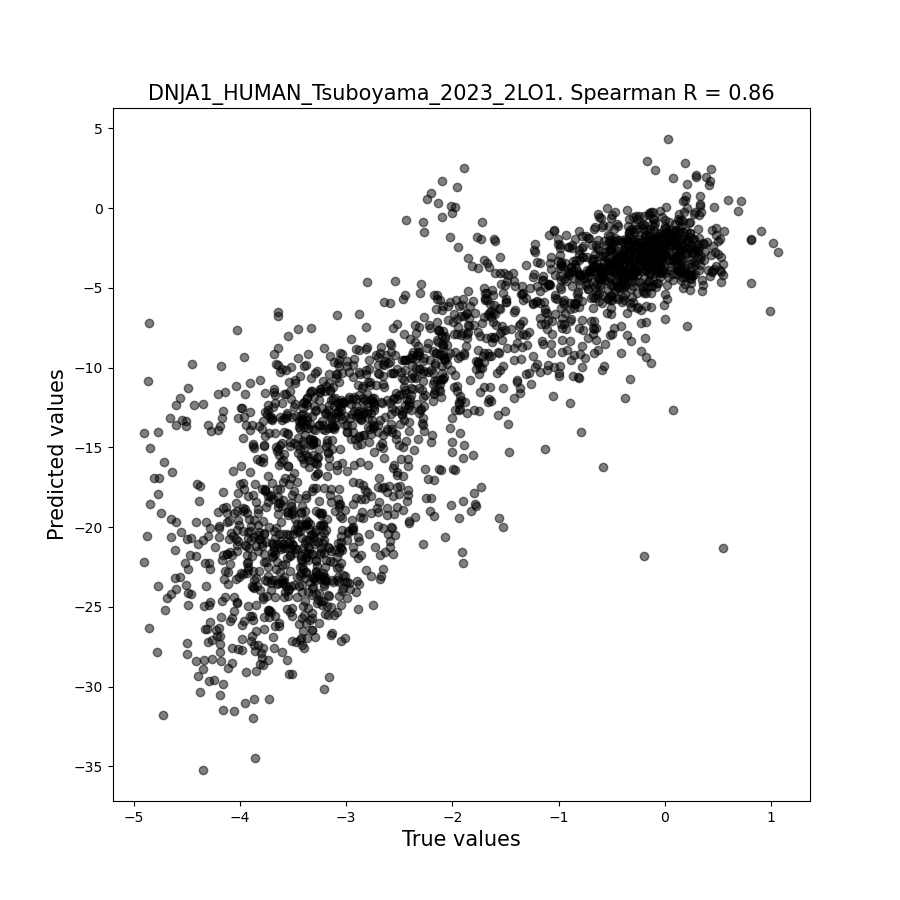 DNJA1_HUMAN_Tsuboyama_2023_2LO1. Spearman R = 0.86
5
0
−5
−10
−15
−20
−25
−30
−35
Predicted values
−5 −4 −3 −2 −1 0 1
True values